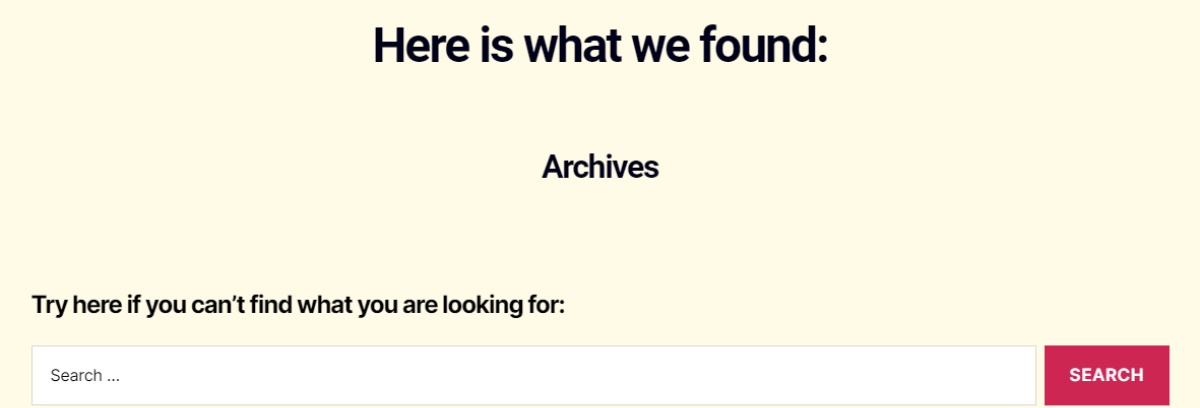 Here is what we found:
Archives
Try here if you can’t find what you are looking for:
Search ... SEARCH